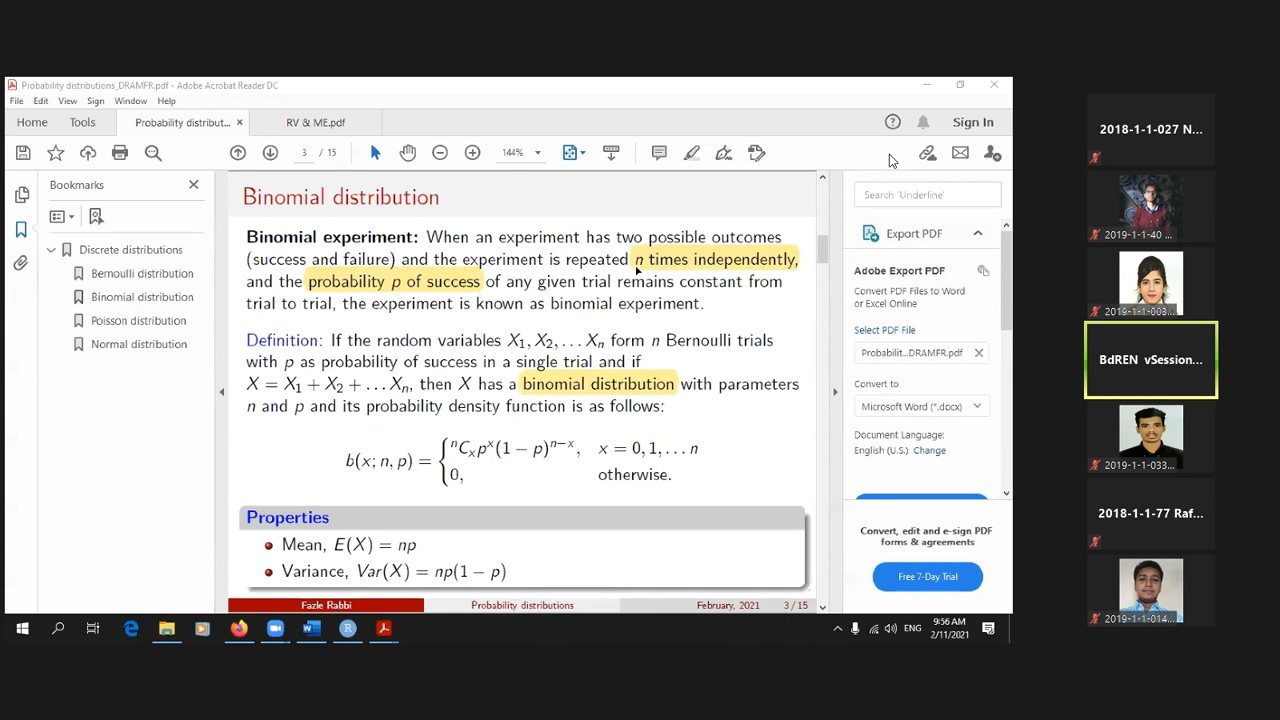 Probability distributions_DRAMFR.pdf - Adobe Acrobat Reader DC
File Edit View Sign Window Help
Home Tools Probability distribut... × RV & ME.pdf Sign In
3 / 15 144%
Bookmarks
Discrete distributions
Bernoulli distribution
Binomial distribution
Poisson distribution
Normal distribution
Binomial distribution
Binomial experiment: When an experiment has two possible outcomes
(success and failure) and the experiment is repeated n times independently,
and the probability p of success of any given trial remains constant from
trial to trial, the experiment is known as binomial experiment.
Definition: If the random variables X₁, X₂, . . . Xₙ form n Bernoulli trials
with p as probability of success in a single trial and if
X = X₁ + X₂ + . . . Xₙ, then X has a binomial distribution with parameters
n and p and its probability density function is as follows:
b(x; n, p) = { ⁿCₓpˣ(1 − p)ⁿ⁻ˣ, x = 0, 1, . . . n
0, otherwise.
Properties
Mean, E(X) = np
Variance, Var(X) = np(1 − p)
Fazle Rabbi Probability distributions February, 2021 3 / 15
Search 'Underline'
Export PDF
Adobe Export PDF
Convert PDF Files to Word
or Excel Online
Select PDF File
Probabilit...DRAMFR.pdf ×
Convert to
Microsoft Word (*.docx)
Document Language:
English (U.S.) Change
Convert, edit and e-sign PDF
forms & agreements
Free 7-Day Trial
ENG
9:56 AM
2/11/2021
2018-1-1-027 N...
2019-1-1-40
2019-1-1-003...
BdREN vSession...
2019-1-1-033...
2018-1-1-77 Raf...
2019-1-1-014...